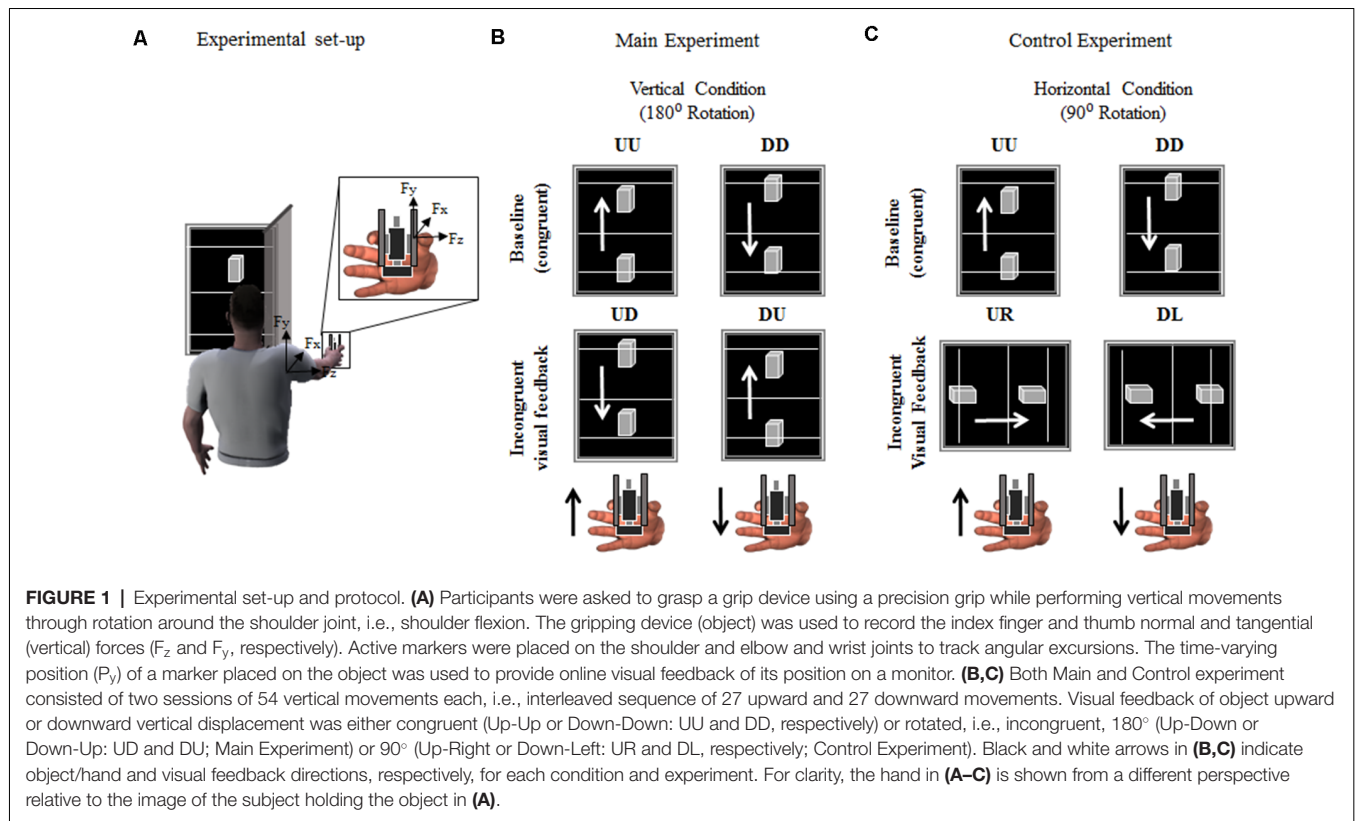 A
Experimental set-up
Fy
Fx
Fz
Fy
Fx
Fz
B
Main Experiment
Vertical Condition
(180⁰ Rotation)
UU DD
Baseline
(congruent)
UD DU
Incongruent
visual feedback
C
Control Experiment
Horizontal Condition
(90⁰ Rotation)
UU DD
Baseline
(congruent)
UR DL
Incongruent
Visual Feedback
FIGURE 1 | Experimental set-up and protocol. (A) Participants were asked to grasp a grip device using a precision grip while performing vertical movements
through rotation around the shoulder joint, i.e., shoulder flexion. The gripping device (object) was used to record the index finger and thumb normal and tangential
(vertical) forces (Fz and Fy, respectively). Active markers were placed on the shoulder and elbow and wrist joints to track angular excursions. The time-varying
position (Py) of a marker placed on the object was used to provide online visual feedback of its position on a monitor. (B,C) Both Main and Control experiment
consisted of two sessions of 54 vertical movements each, i.e., interleaved sequence of 27 upward and 27 downward movements. Visual feedback of object upward
or downward vertical displacement was either congruent (Up-Up or Down-Down: UU and DD, respectively) or rotated, i.e., incongruent, 180° (Up-Down or
Down-Up: UD and DU; Main Experiment) or 90° (Up-Right or Down-Left: UR and DL, respectively; Control Experiment). Black and white arrows in (B,C) indicate
object/hand and visual feedback directions, respectively, for each condition and experiment. For clarity, the hand in (A–C) is shown from a different perspective
relative to the image of the subject holding the object in (A).